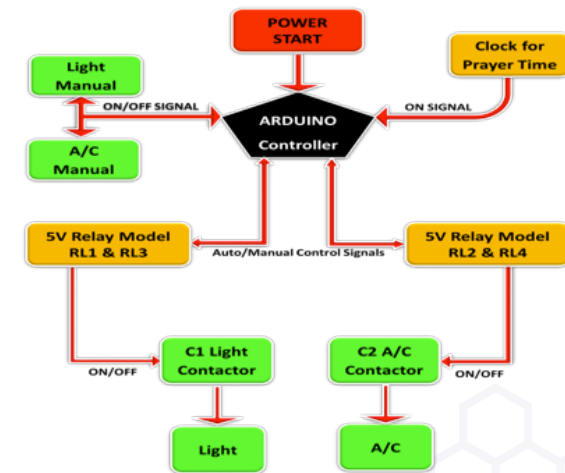 POWER
START
Clock for
Prayer Time
Light
Manual
ON/OFF SIGNAL
ON SIGNAL
ARDUINO
Controller
A/C
Manual
5V Relay Model
RL1 & RL3
Auto/Manual Control Signals
5V Relay Model
RL2 & RL4
C1 Light
Contactor
C2 A/C
Contactor
ON/OFF
ON/OFF
Light
A/C